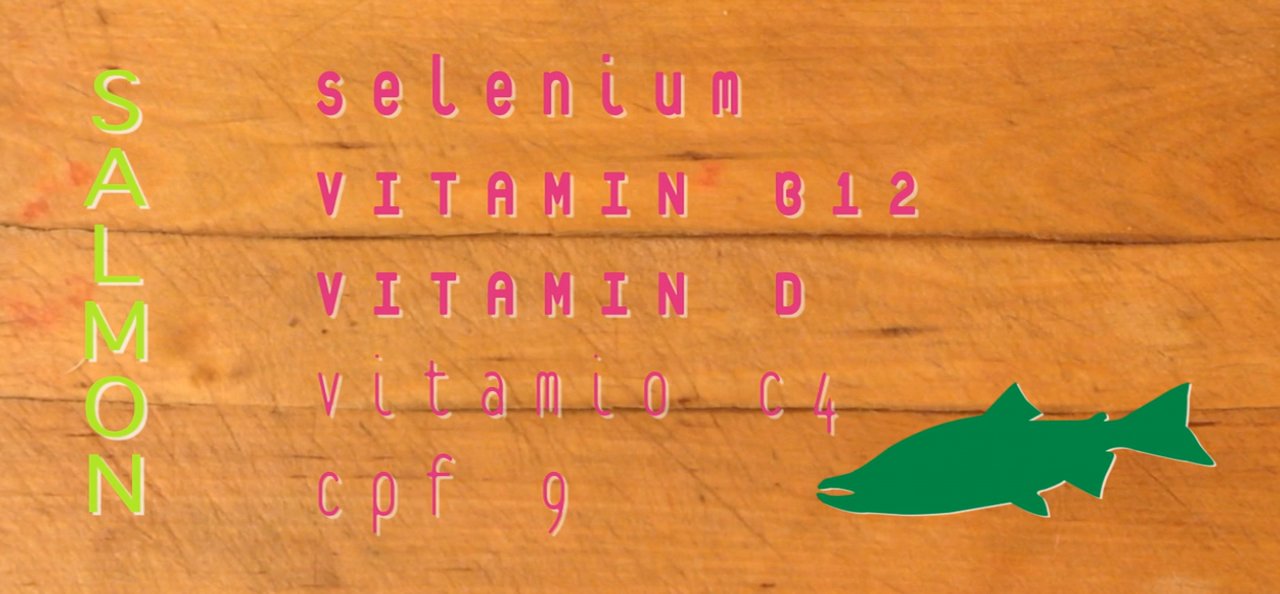 SALMON
selenium
VITAMIN B12
VITAMIN D
vitamio c4
cpf 9